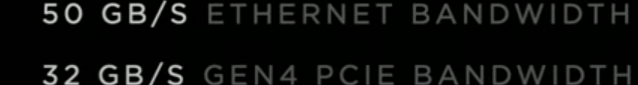 50 GB/S ETHERNET BANDWIDTH
32 GB/S GEN4 PCIE BANDWIDTH